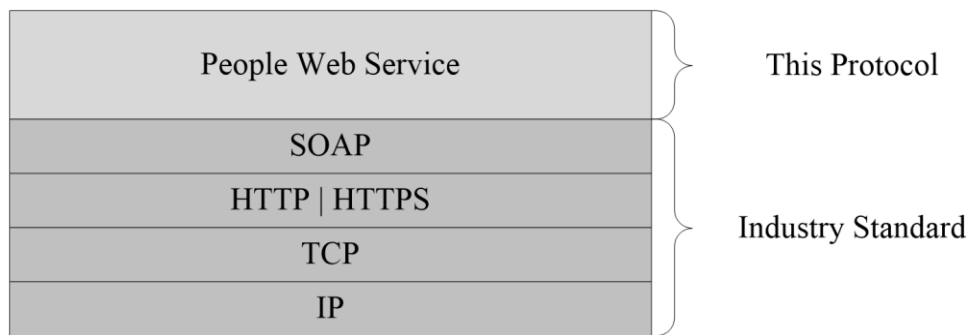 People Web Service
This Protocol
SOAP
HTTP | HTTPS
TCP
IP
Industry Standard